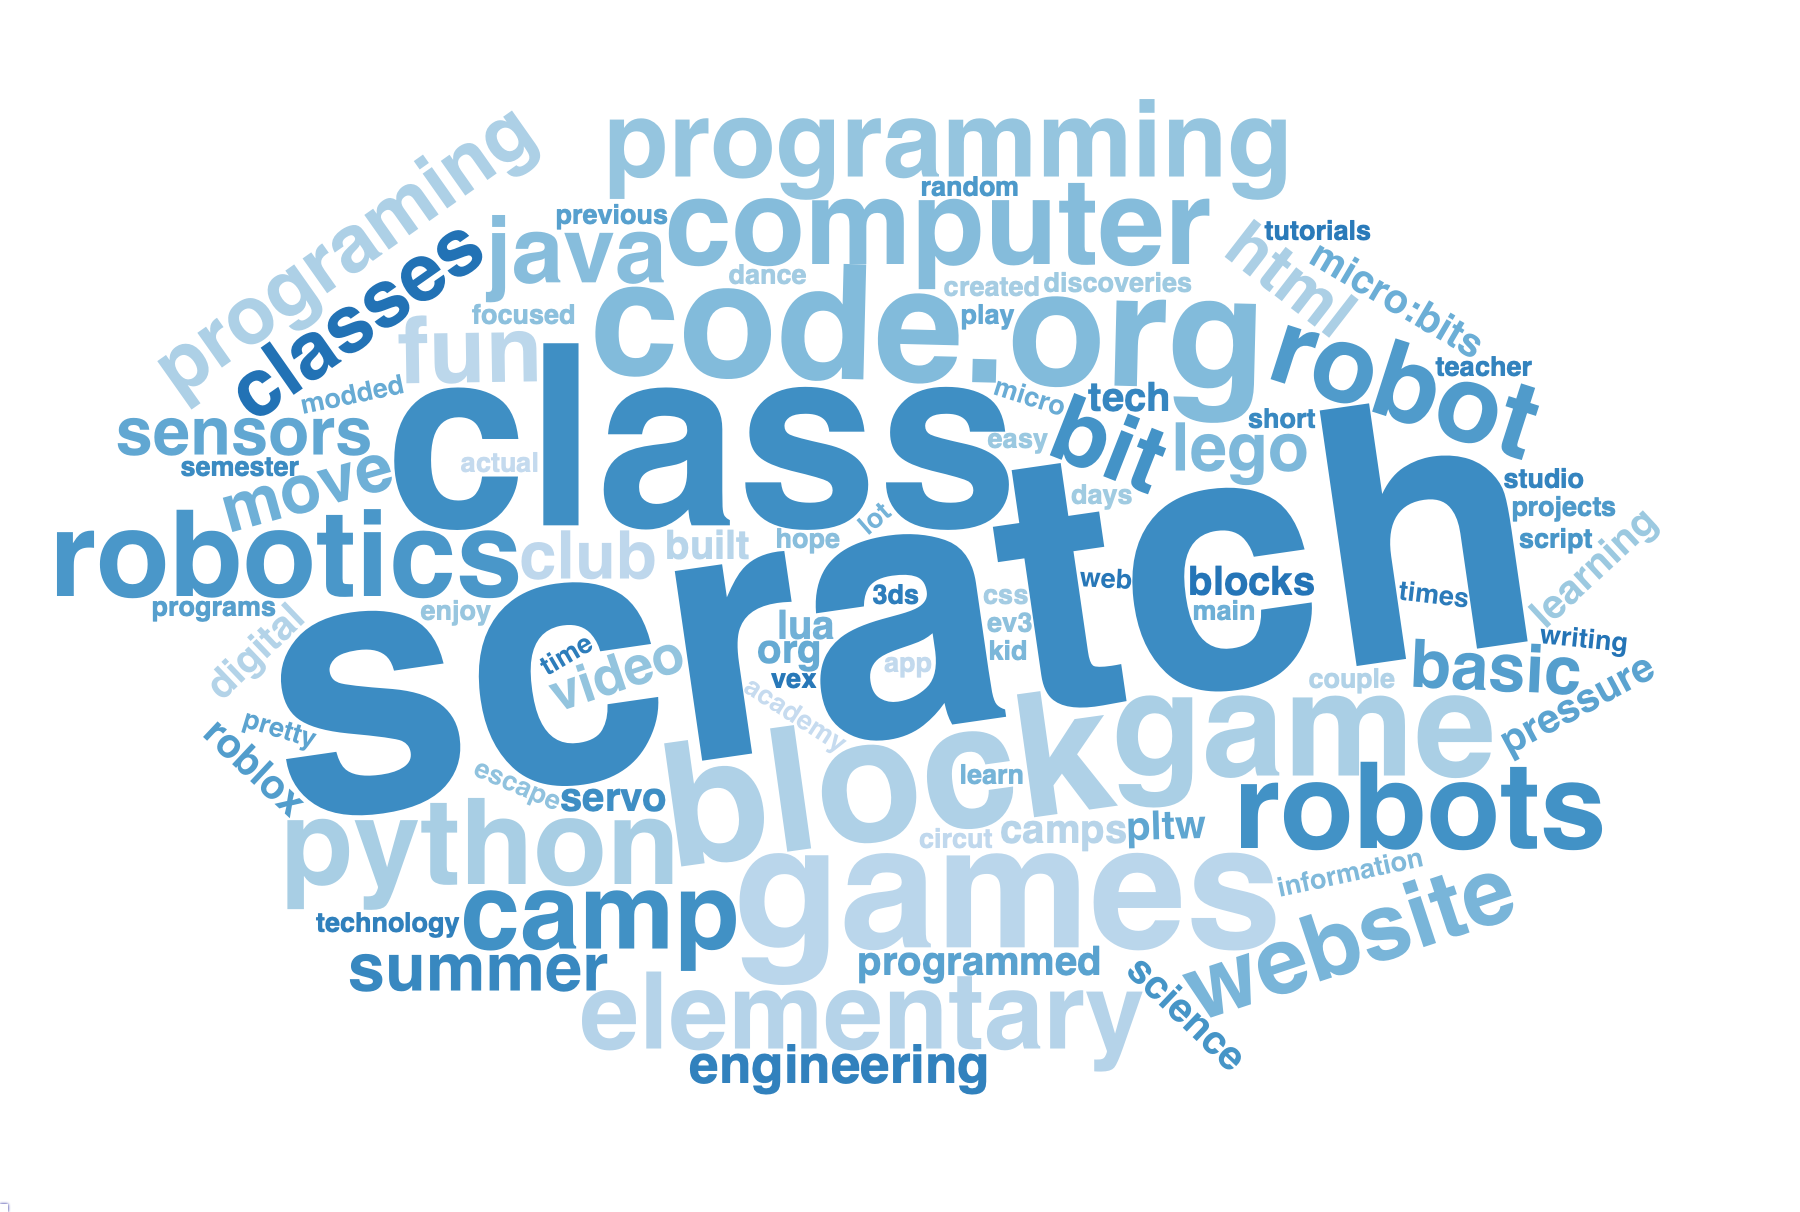 programming
programing
random
computer
previous
java
classes
tutorials
html
micro:bits
dance
code.org
created
discoveries
focused
play
fun
robot
teacher
modded
class
micro
tech
bit
short
sensors
easy
lego
semester
move
actual
scratch
days
studio
projects
script
learning
robotics
club
built
hope
lot
programs
enjoy
3ds
css
web
blocks
times
main
digital
time
video
lua
ev3
org
kid
app
vex
writing
basic
pressure
couple
academy
pretty
roblox
block
game
escape
servo
learn
robots
python
circut
camps
pltw
games
information
camp
technology
website
summer
programmed
science
elementary
engineering